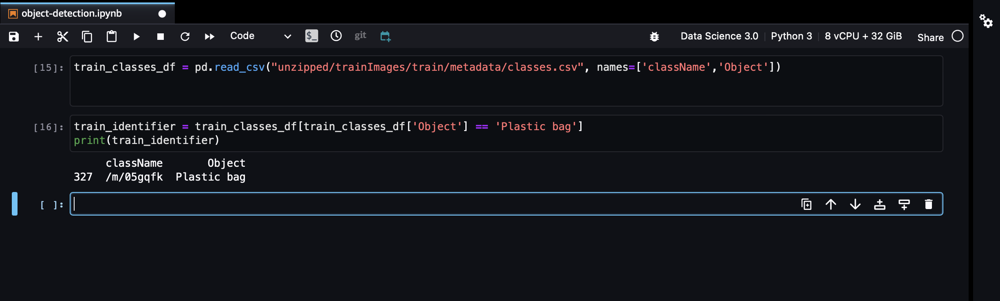 object-detection.ipynb
Code
$_
git
Data Science 3.0
Python 3
8 vCPU + 32 GiB
Share
[15]:
train_classes_df = pd.read_csv("unzipped/trainImages/train/metadata/classes.csv", names=['className','Object'])
[16]:
train_identifier = train_classes_df[train_classes_df['Object'] == 'Plastic bag']
print(train_identifier)
className Object
327 /m/05gqfk Plastic bag
[ ]: